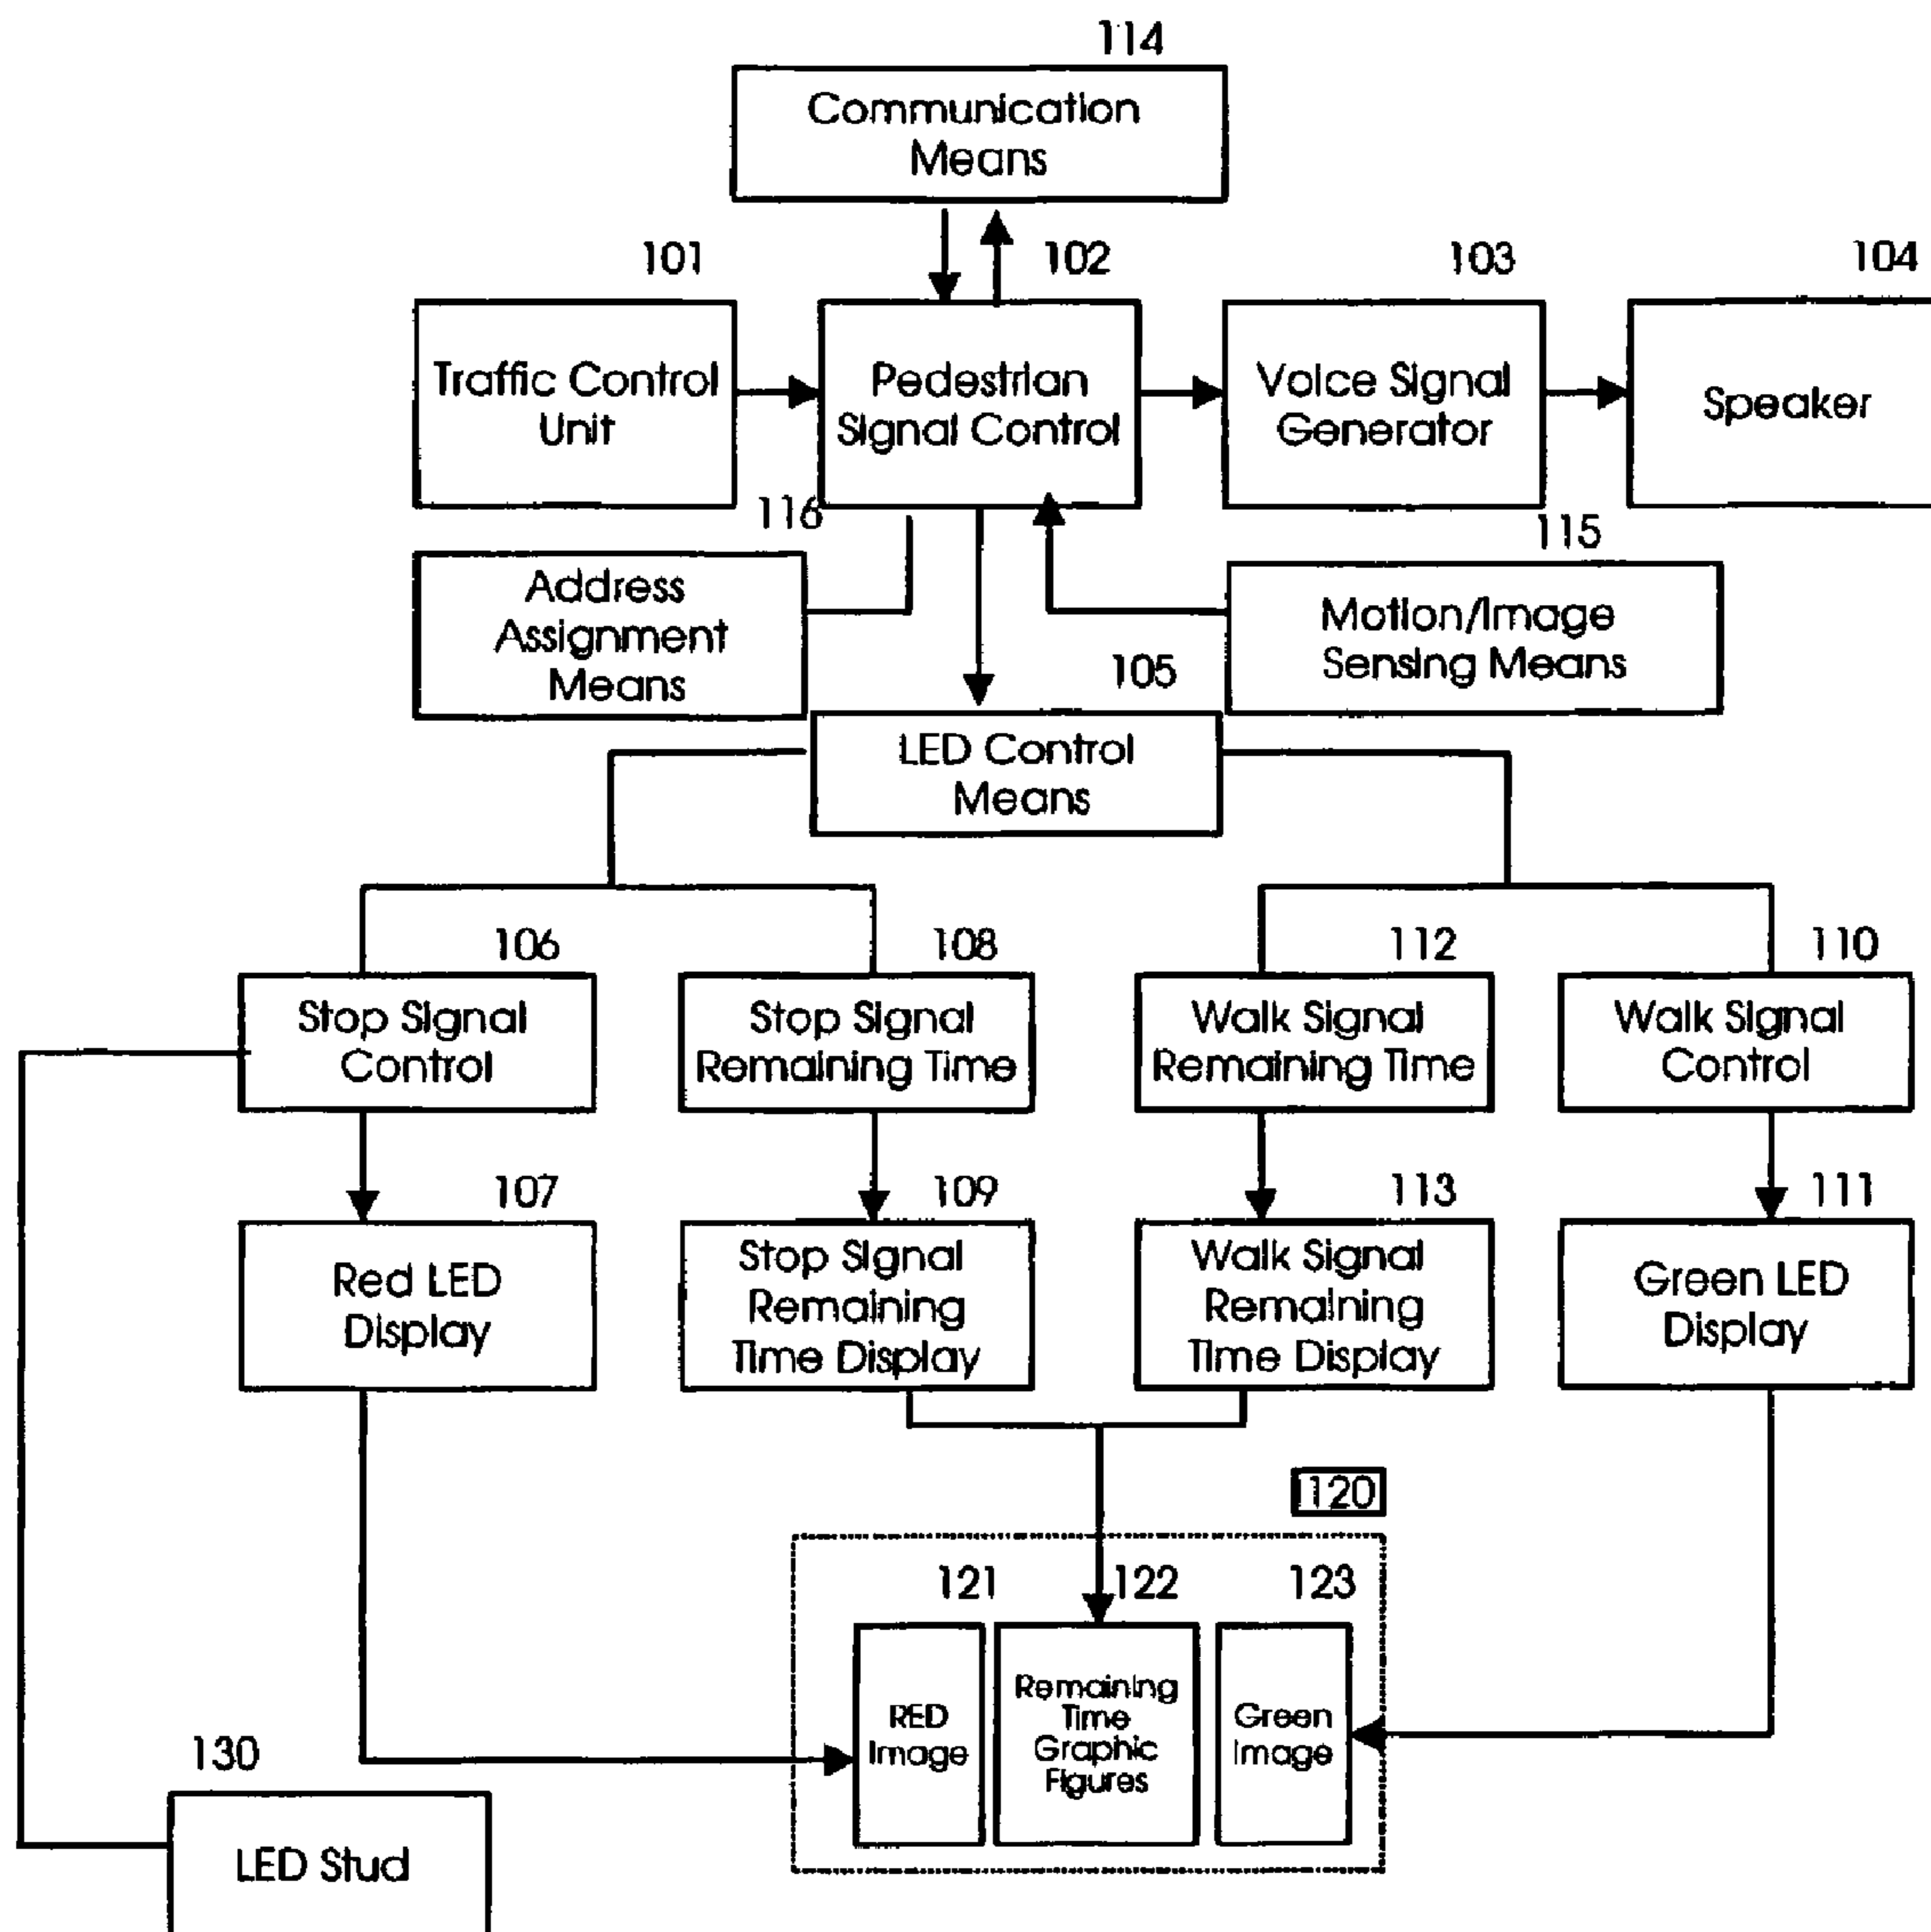 114
Communication
Means
101
102
103
104
Traffic Control
Unit
Pedestrian
Signal Control
Voice Signal
Generator
Speaker
116
115
Address
Assignment
Means
Motion/Image
Sensing Means
105
LED Control
Means
106
108
112
110
Stop Signal
Control
Stop Signal
Remaining Time
Walk Signal
Remaining Time
Walk Signal
Control
107
109
113
111
Red LED
Display
Stop Signal
Remaining
Time Display
Walk Signal
Remaining
Time Display
Green LED
Display
120
121
122
123
RED
Image
Remaining
Time
Graphic
Figures
Green
Image
130
LED Stud